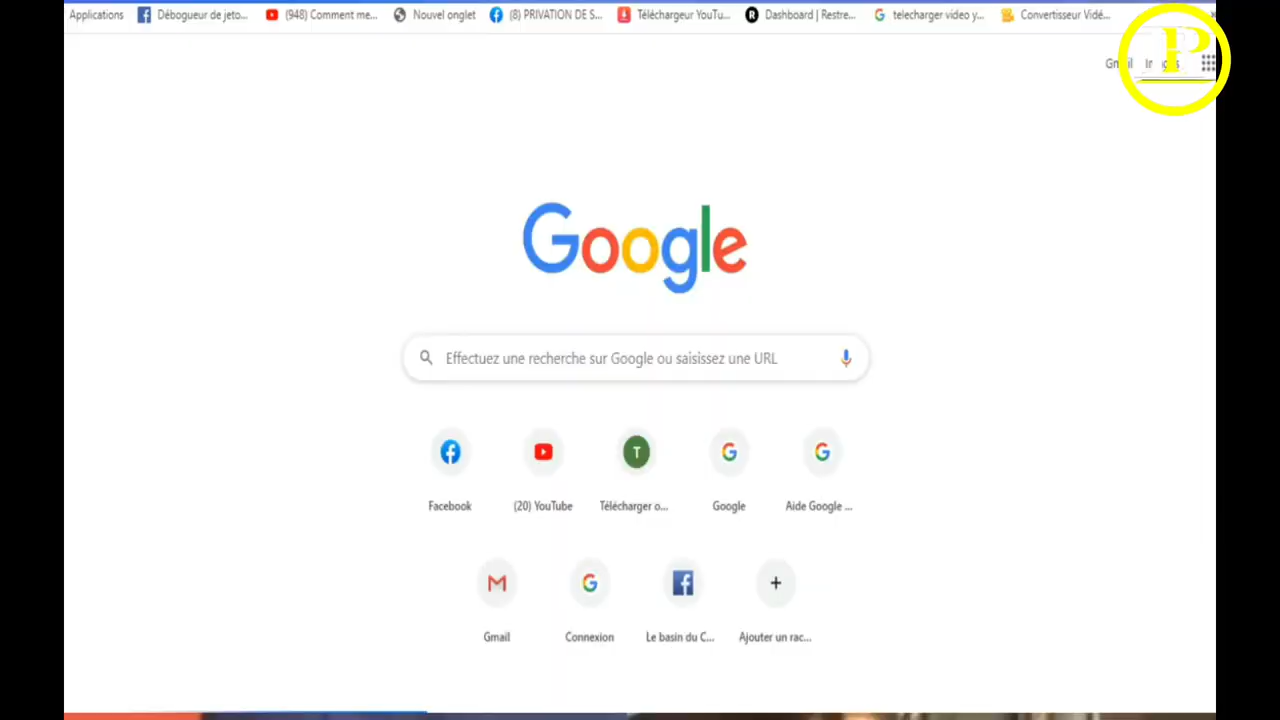 Applications Débogueur de jeto... (948) Comment me... Nouvel onglet (8) PRIVATION DE S... Téléchargeur YouTu... Dashboard | Restre... telecharger video y... Convertisseur Vidé...
P
Google
Effectuez une recherche sur Google ou saisissez une URL
Facebook (20) YouTube Télécharger o... Google Aide Google ...
Gmail Connexion Le basin du C... Ajouter un rac...